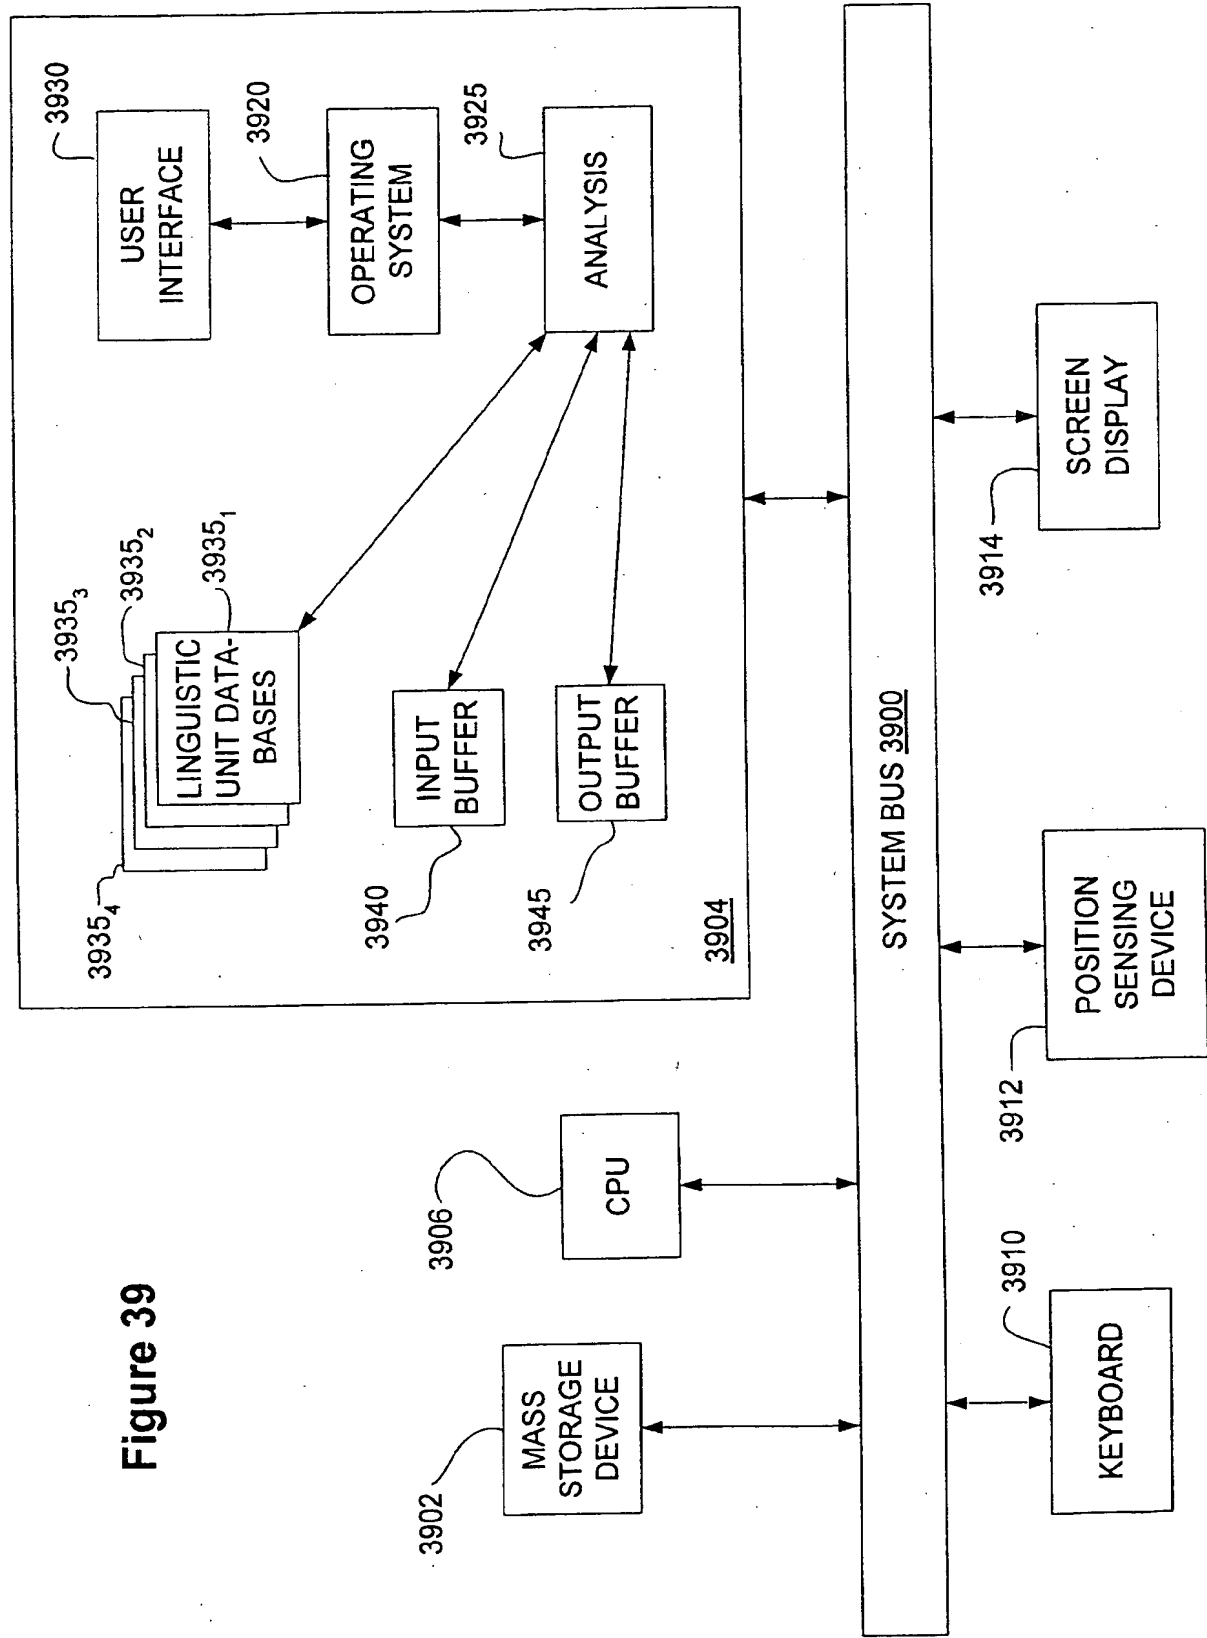 Figure 39
3902
MASS
STORAGE
DEVICE
3906
CPU
3904
3935₄
3935₃
3935₂
3935₁
LINGUISTIC
UNIT DATA-
BASES
3940
INPUT
BUFFER
3945
OUTPUT
BUFFER
3930
USER
INTERFACE
3920
OPERATING
SYSTEM
3925
ANALYSIS
SYSTEM BUS 3900
3910
KEYBOARD
3912
POSITION
SENSING
DEVICE
3914
SCREEN
DISPLAY